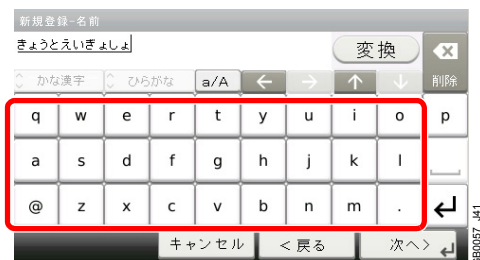 新規登録-名前
きょうとえいぎょしょ
変換
かな漢字 ひらがな a/A ← → ↑ ↓ 削除
q w e r t y u i o p
a s d f g h j k l
@ z x c v b n m .
キャンセル <戻る 次へ>